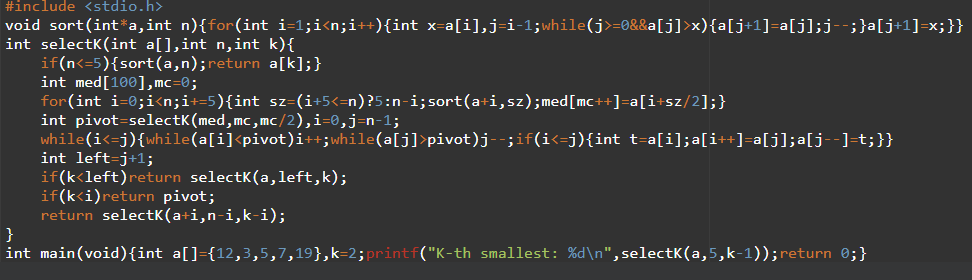 #include <stdio.h>
void sort(int*a,int n){for(int i=1;i<n;i++){int x=a[i],j=i-1;while(j>=0&&a[j]>x){a[j+1]=a[j];j--;}a[j+1]=x;}}
int selectK(int a[],int n,int k){
    if(n<=5){sort(a,n);return a[k];}
    int med[100],mc=0;
    for(int i=0;i<n;i+=5){int sz=(i+5<=n)?5:n-i;sort(a+i,sz);med[mc++]=a[i+sz/2];}
    int pivot=selectK(med,mc,mc/2),i=0,j=n-1;
    while(i<=j){while(a[i]<pivot)i++;while(a[j]>pivot)j--;if(i<=j){int t=a[i];a[i++]=a[j];a[j--]=t;}}
    int left=j+1;
    if(k<left)return selectK(a,left,k);
    if(k<i)return pivot;
    return selectK(a+i,n-i,k-i);
}
int main(void){int a[]={12,3,5,7,19},k=2;printf("K-th smallest: %d\n",selectK(a,5,k-1));return 0;}